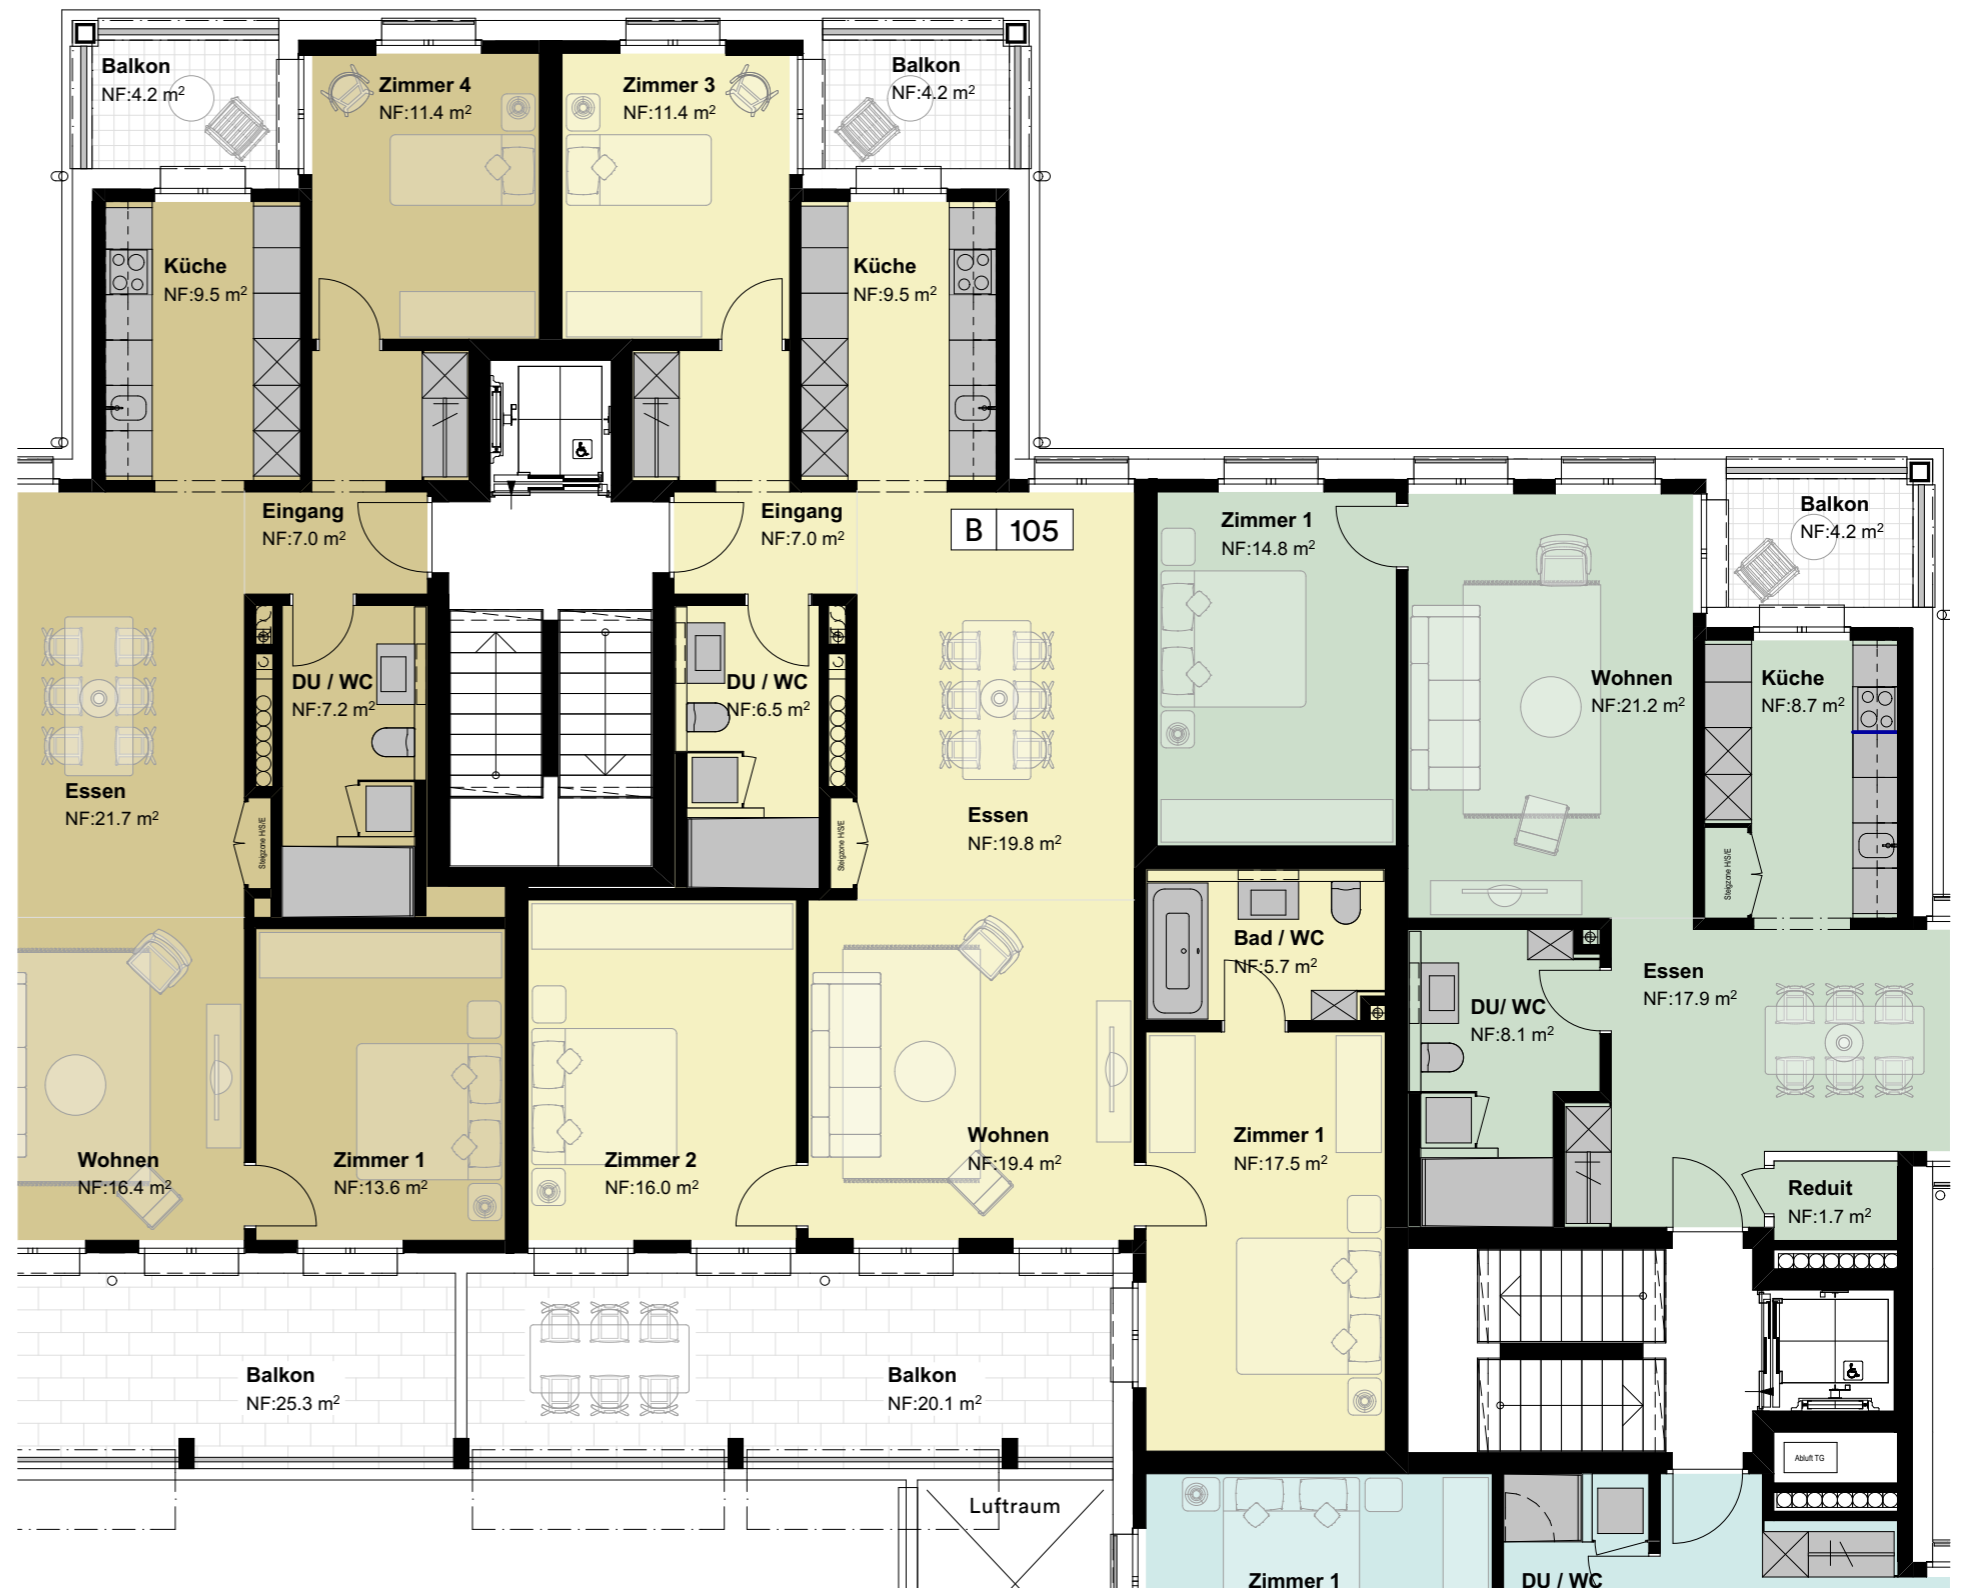 Balkon
NF:4.2 m²
Zimmer 4
NF:11.4 m²
Zimmer 3
NF:11.4 m²
Balkon
NF:4.2 m²
Küche
NF:9.5 m²
Küche
NF:9.5 m²
Eingang
NF:7.0 m²
Eingang
NF:7.0 m²
B 105
Zimmer 1
NF:14.8 m²
Balkon
NF:4.2 m²
DU / WC
NF:7.2 m²
DU / WC
NF:6.5 m²
Wohnen
NF:21.2 m²
Küche
NF:8.7 m²
Essen
NF:21.7 m²
Essen
NF:19.8 m²
Steigzone H/S/E
Steigzone H/S/E
Steigzone H/S/E
Bad / WC
NF:5.7 m²
Essen
NF:17.9 m²
DU/ WC
NF:8.1 m²
Wohnen
NF:16.4 m²
Zimmer 1
NF:13.6 m²
Zimmer 2
NF:16.0 m²
Wohnen
NF:19.4 m²
Zimmer 1
NF:17.5 m²
Reduit
NF:1.7 m²
Balkon
NF:25.3 m²
Balkon
NF:20.1 m²
Abluft TG
Luftraum
Zimmer 1
DU / WC